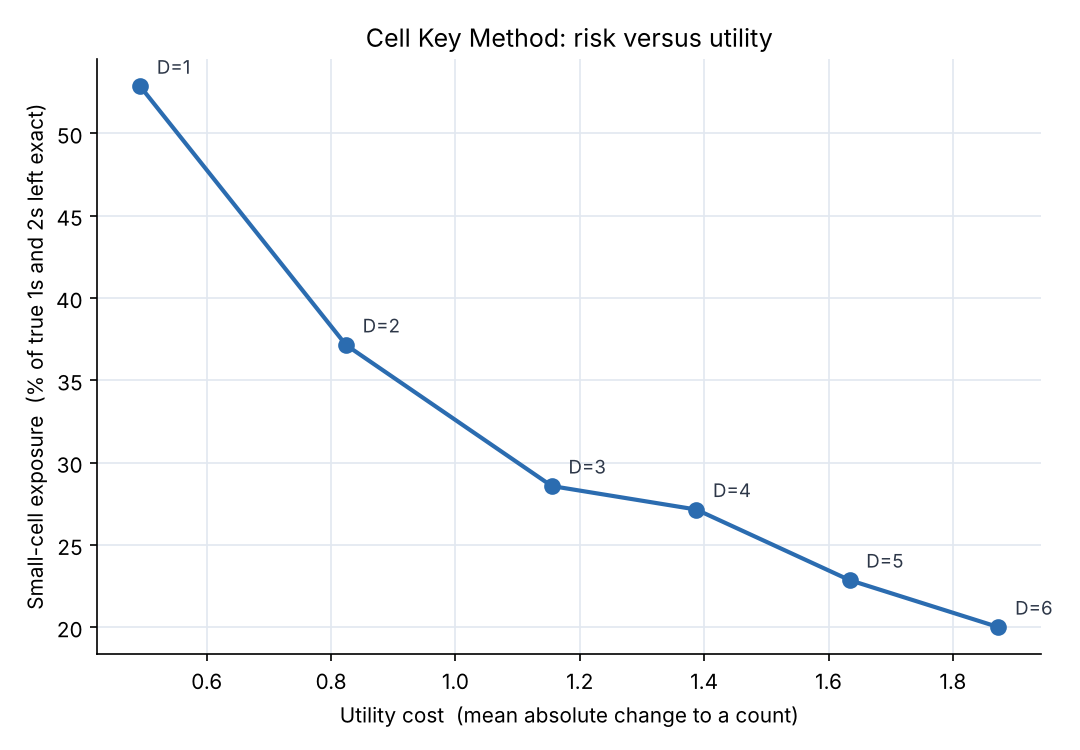 Cell Key Method: risk versus utility
Small-cell exposure (% of true 1s and 2s left exact)
50
45
40
35
30
25
20
D=1
D=2
D=3
D=4
D=5
D=6
0.6
0.8
1.0
1.2
1.4
1.6
1.8
Utility cost (mean absolute change to a count)